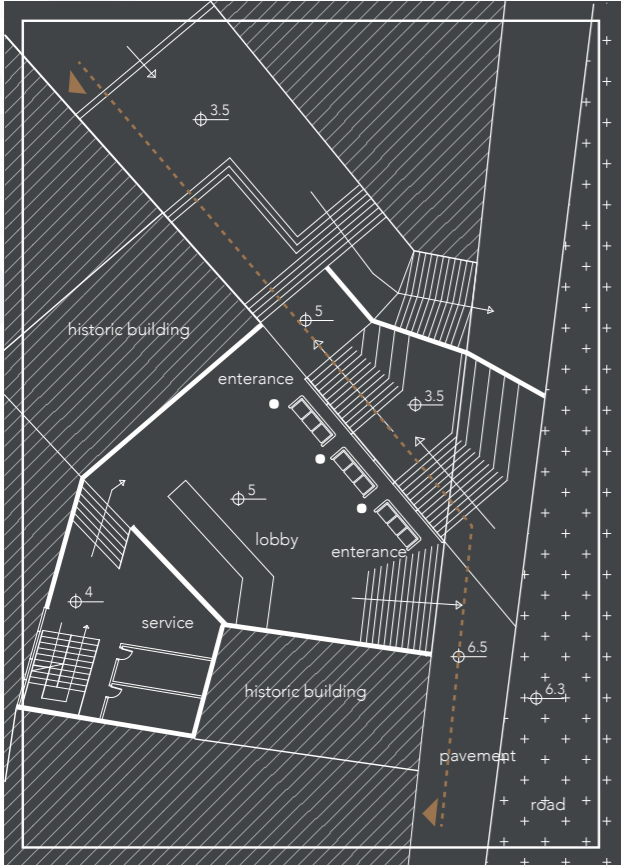 3.5
5
historic building
enterance
3.5
5
lobby
enterance
4
service
6.5
historic building
6.3
pavement
road